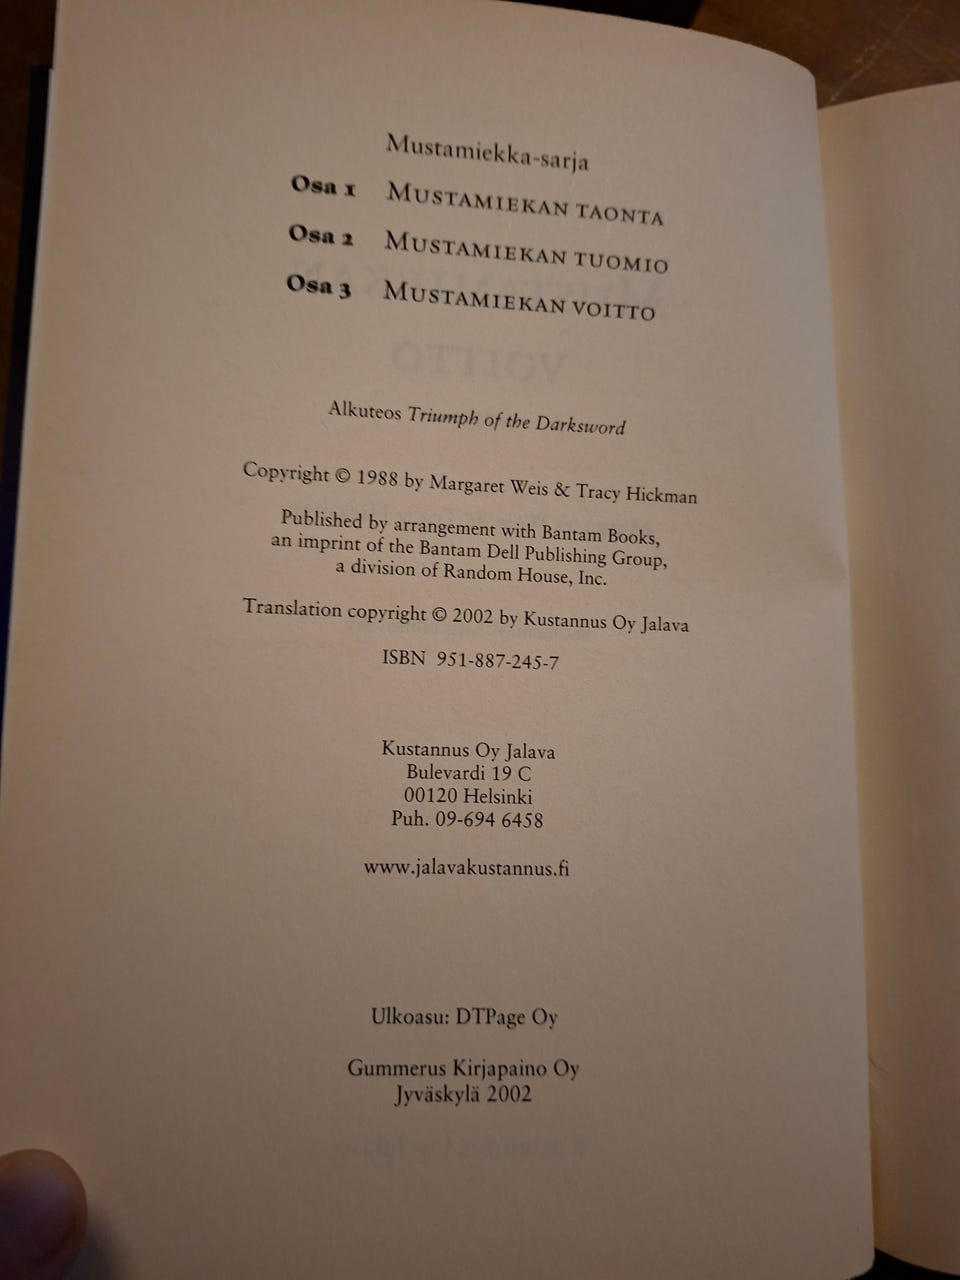 Mustamiekka-sarja
Osa 1 MUSTAMIEKAN TAONTA
Osa 2 MUSTAMIEKAN TUOMIO
Osa 3 MUSTAMIEKAN VOITTO
Alkuteos Triumph of the Darksword
Copyright © 1988 by Margaret Weis & Tracy Hickman
Published by arrangement with Bantam Books,
an imprint of the Bantam Dell Publishing Group,
a division of Random House, Inc.
Translation copyright © 2002 by Kustannus Oy Jalava
ISBN 951-887-245-7
Kustannus Oy Jalava
Bulevardi 19 C
00120 Helsinki
Puh. 09-694 6458
www.jalavakustannus.fi
Ulkoasu: DTPage Oy
Gummerus Kirjapaino Oy
Jyväskylä 2002